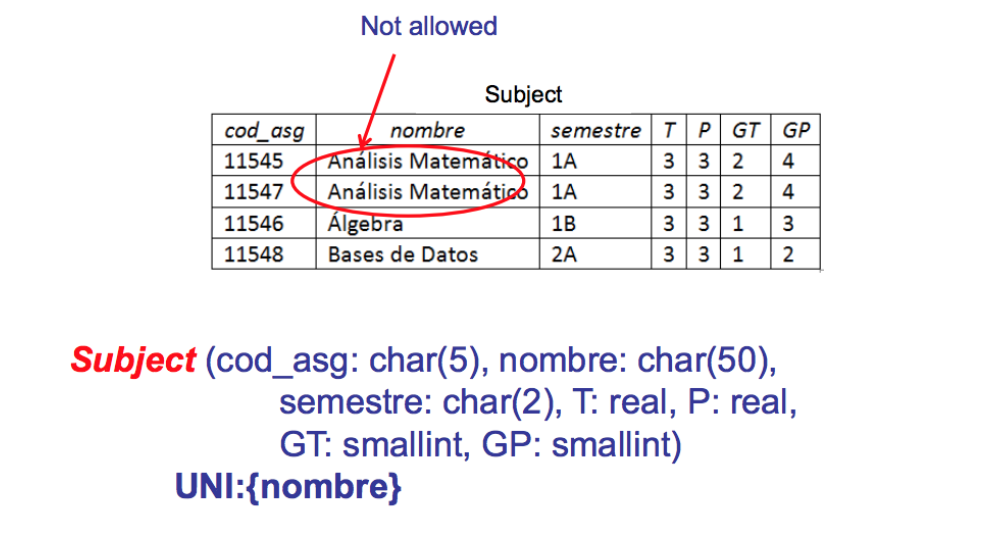 Not allowed
Subject
cod_asg nombre semestre T P GT GP
11545 Análisis Matemático 1A 3 3 2 4
11547 Análisis Matemático 1A 3 3 2 4
11546 Álgebra 1B 3 3 1 3
11548 Bases de Datos 2A 3 3 1 2
Subject (cod_asg: char(5), nombre: char(50),
semestre: char(2), T: real, P: real,
GT: smallint, GP: smallint)
UNI:{nombre}